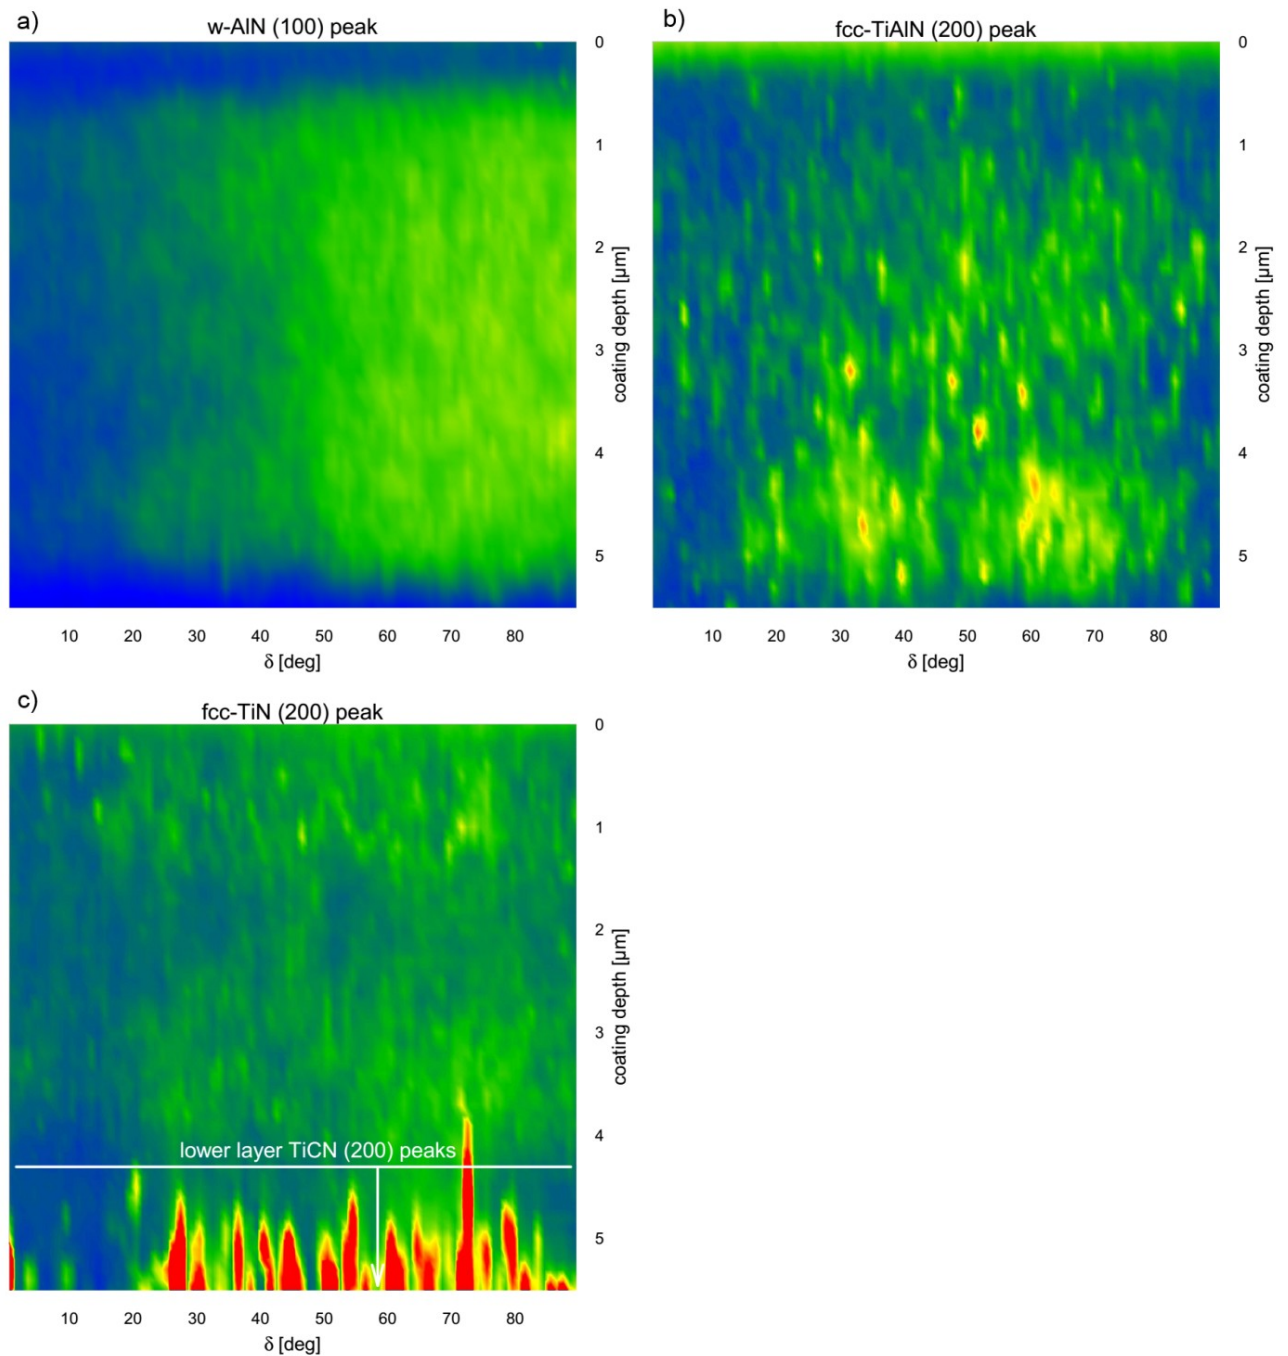 a)
w-AlN (100) peak
0
1
2
3
4
5
coating depth [µm]
10 20 30 40 50 60 70 80
δ [deg]
b)
fcc-TiAlN (200) peak
0
1
2
3
4
5
coating depth [µm]
10 20 30 40 50 60 70 80
δ [deg]
c)
fcc-TiN (200) peak
0
1
2
3
4
5
coating depth [µm]
lower layer TiCN (200) peaks
10 20 30 40 50 60 70 80
δ [deg]